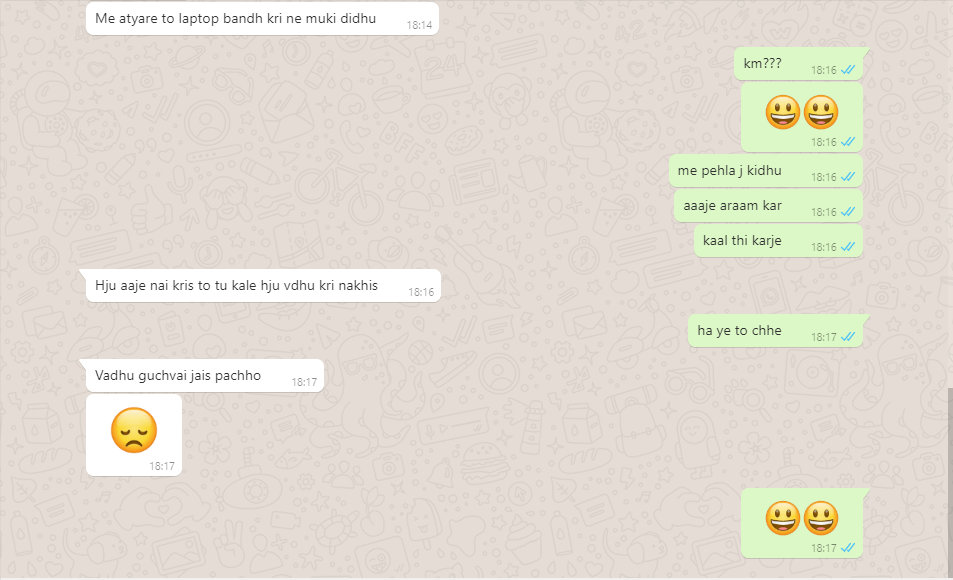 Me atyare to laptop bandh kri ne muki didhu
18:14
km???
18:16
😃😃
18:16
me pehla j kidhu
18:16
aaaje araam kar
18:16
kaal thi karje
18:16
Hju aaje nai kris to tu kale hju vdhu kri nakhis
18:16
ha ye to chhe
18:17
Vadhu guchvai jais pachho
18:17
😞
18:17
😃😃
18:17